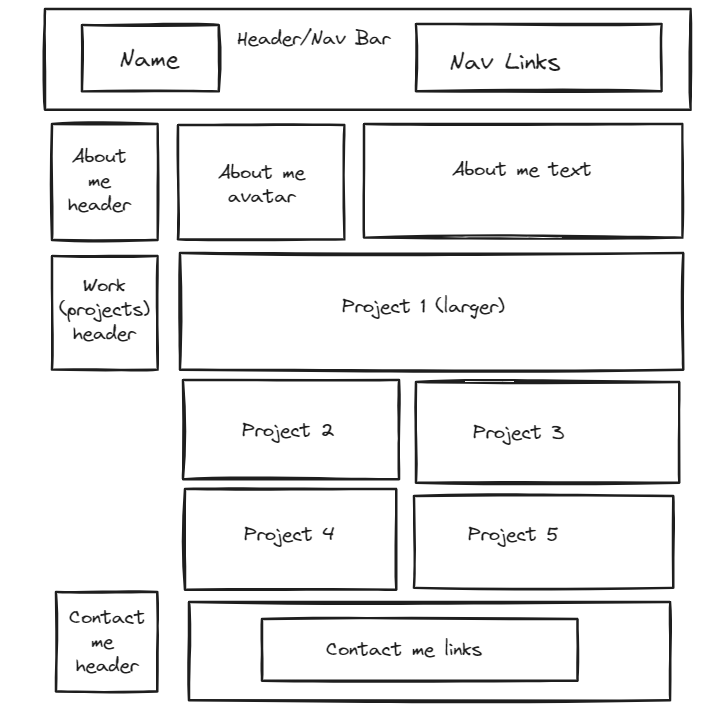 Name
Header/Nav Bar
Nav Links
About
me
header
About me
avatar
About me text
Work
(projects)
header
Project 1 (larger)
Project 2
Project 3
Project 4
Project 5
Contact
me
header
Contact me links